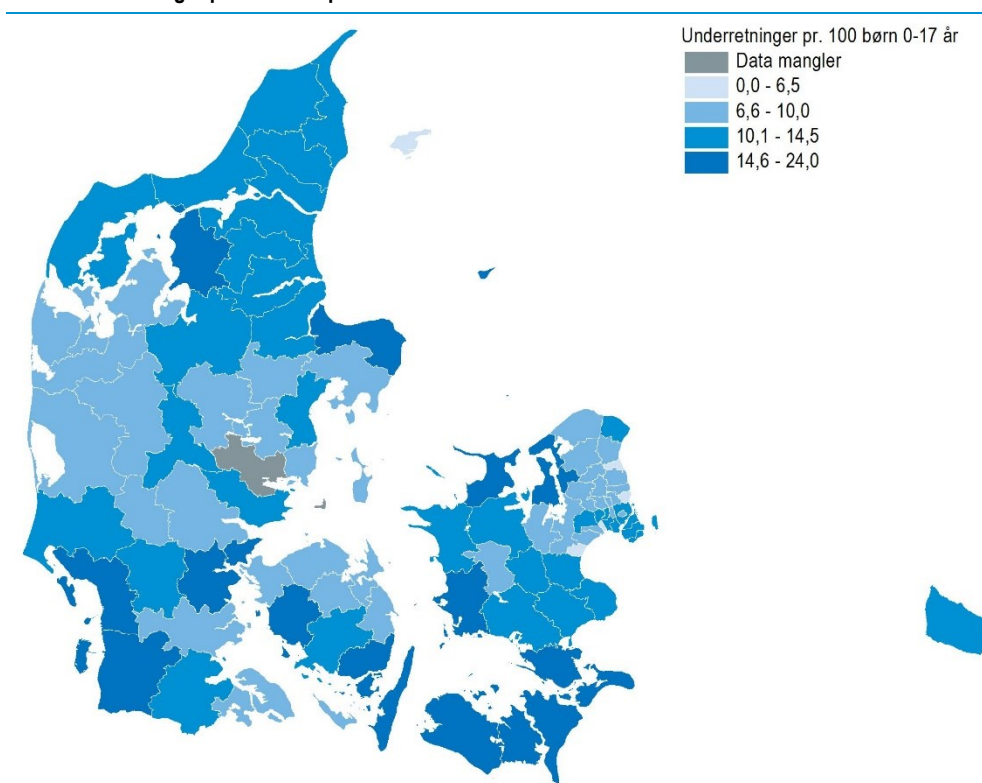 Underretninger pr. 100 børn 0-17 år
Data mangler
0,0 - 6,5
6,6 - 10,0
10,1 - 14,5
14,6 - 24,0